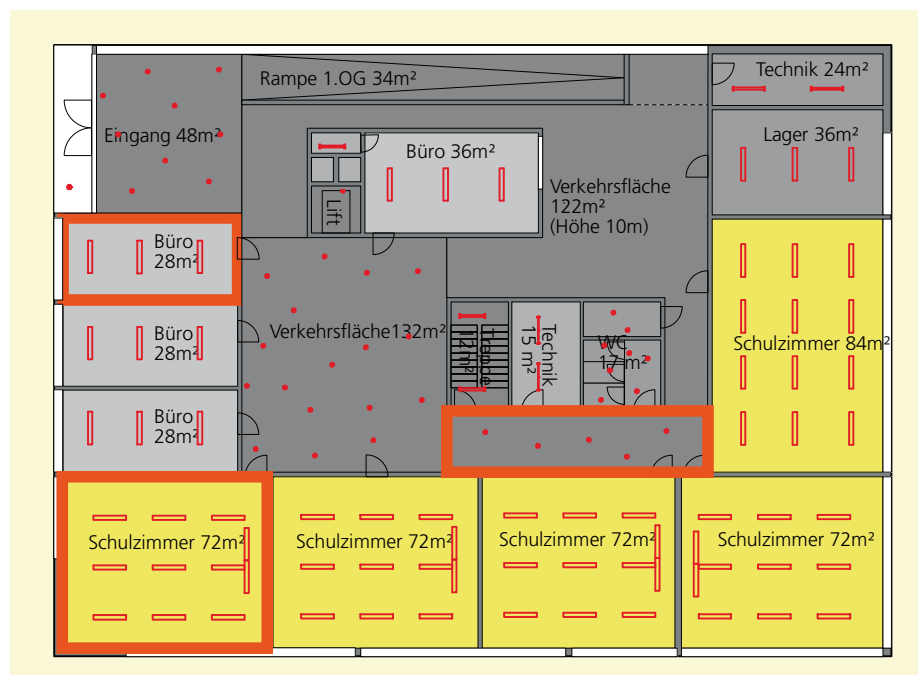 Rampe 1.OG 34m²
Technik 24m²
Eingang 48m²
Lager 36m²
Büro 36m²
Verkehrsfläche
122m²
(Höhe 10m)
Lift
Büro
28m²
Büro
28m²
Verkehrsfläche132m²
Treppe
12m²
Technik
15 m²
WC
17 m²
Schulzimmer 84m²
Büro
28m²
Schulzimmer 72m²
Schulzimmer 72m²
Schulzimmer 72m²
Schulzimmer 72m²